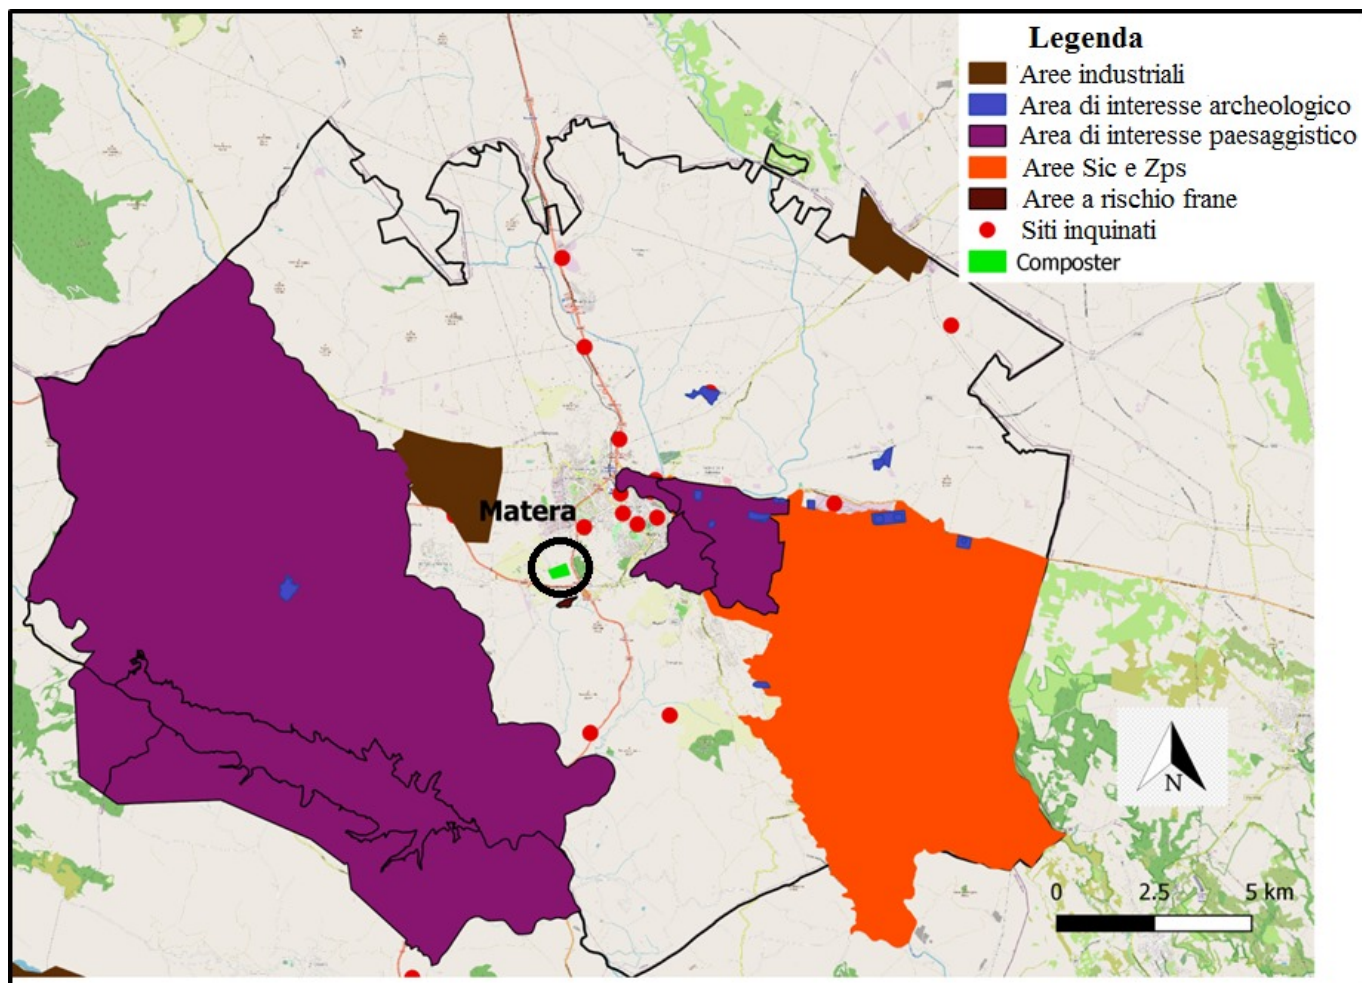 Legenda
Aree industriali
Area di interesse archeologico
Area di interesse paesaggistico
Aree Sic e Zps
Aree a rischio frane
Siti inquinati
Composter
Matera
N
0 2.5 5 km